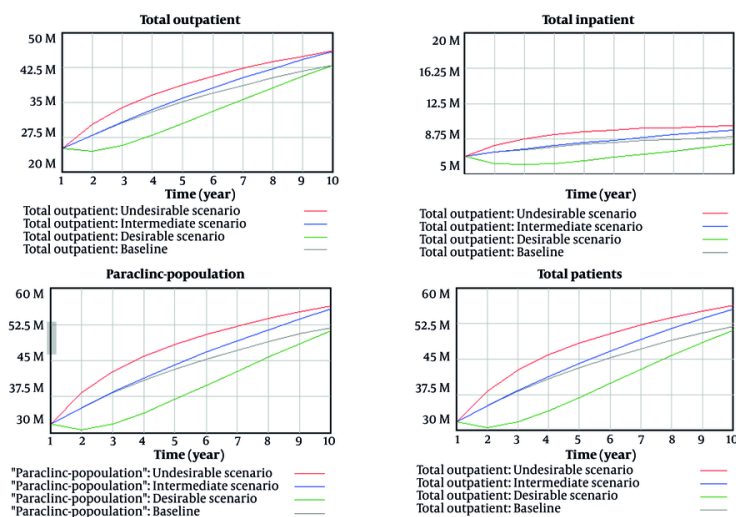 Total outpatient
50 M
42.5 M
35 M
27.5 M
20 M
1 2 3 4 5 6 7 8 9 10
Time (year)
Total outpatient: Undesirable scenario
Total outpatient: Intermediate scenario
Total outpatient: Desirable scenario
Total outpatient: Baseline
Total inpatient
20 M
16.25 M
12.5 M
8.75 M
5 M
Time (year)
Total outpatient: Undesirable scenario
Total outpatient: Intermediate scenario
Total outpatient: Desirable scenario
Total outpatient: Baseline
Paraclinc-popoulation
60 M
52.5 M
45 M
37.5 M
30 M
1 2 3 4 5 6 7 8 9 10
Time (year)
"Paraclinc-popoulation": Undesirable scenario
"Paraclinc-popoulation": Intermediate scenario
"Paraclinc-popoulation": Desirable scenario
"Paraclinc-popoulation": Baseline
Total patients
60 M
52.5 M
45 M
37.5 M
30 M
1 2 3 4 5 6 7 8 9 10
Time (year)
Total outpatient: Undesirable scenario
Total outpatient: Intermediate scenario
Total outpatient: Desirable scenario
Total outpatient: Baseline